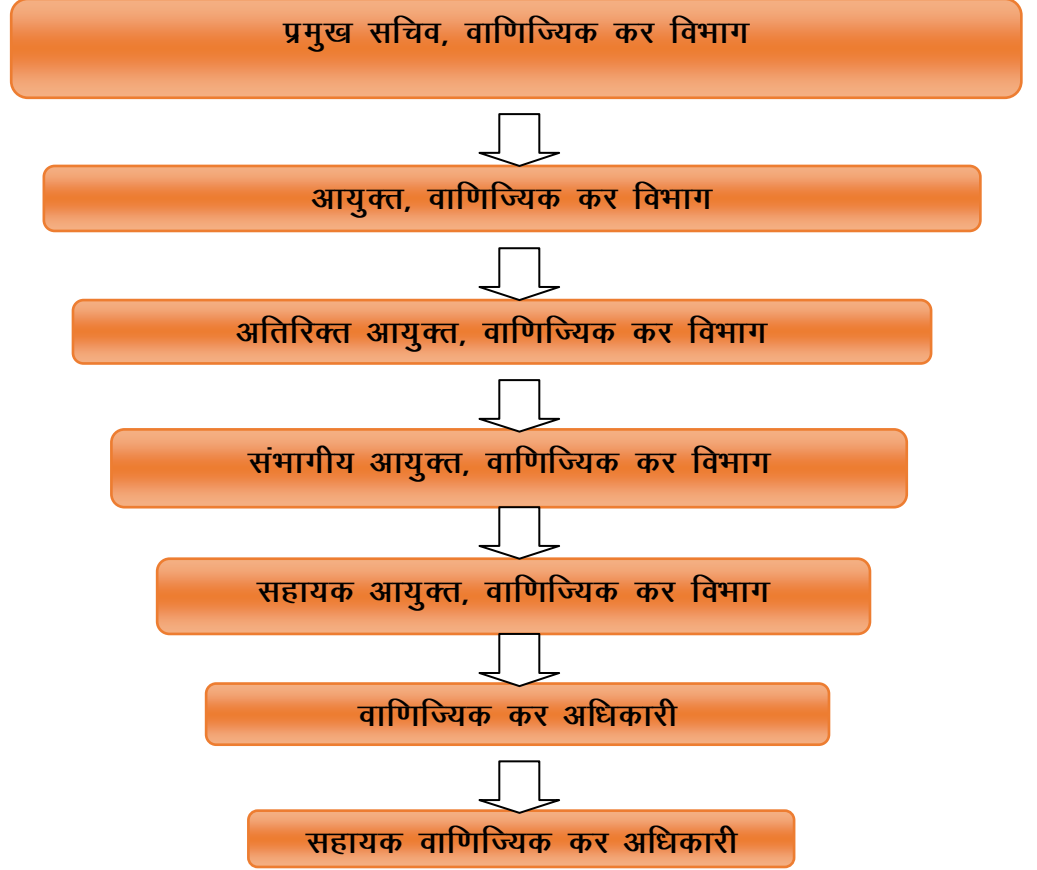 प्रमुख सचिव, वाणिज्यिक कर विभाग
आयुक्त, वाणिज्यिक कर विभाग
अतिरिक्त आयुक्त, वाणिज्यिक कर विभाग
संभागीय आयुक्त, वाणिज्यिक कर विभाग
सहायक आयुक्त, वाणिज्यिक कर विभाग
वाणिज्यिक कर अधिकारी
सहायक वाणिज्यिक कर अधिकारी